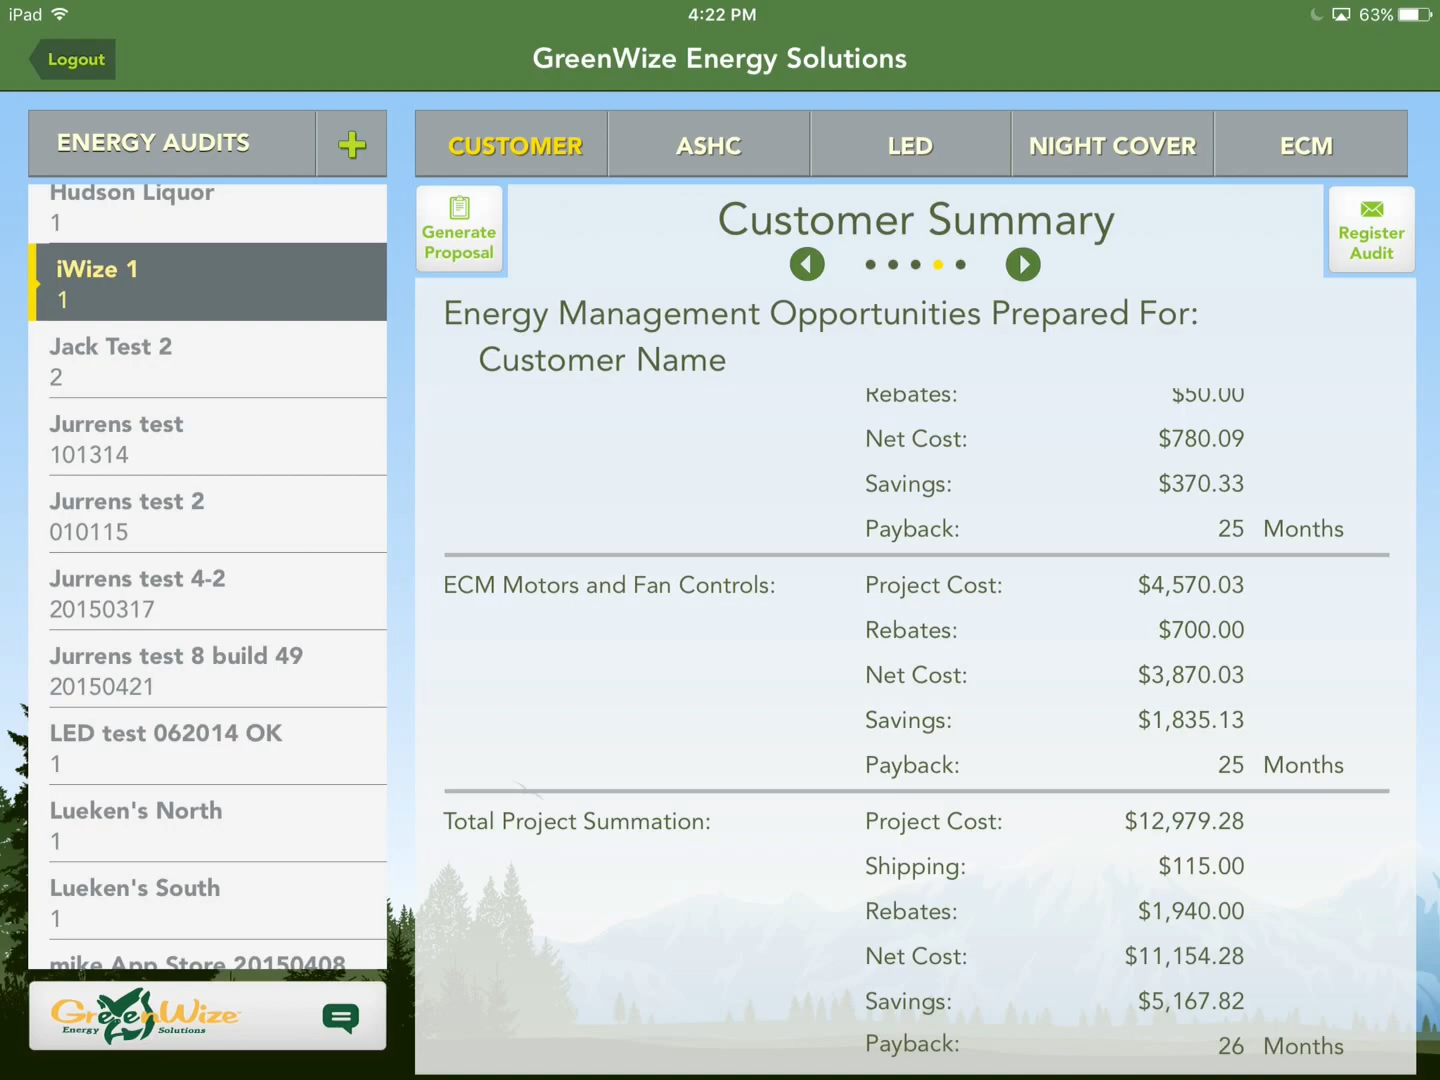 iPad
4:22 PM
63%
Logout
GreenWize Energy Solutions
ENERGY AUDITS
CUSTOMER
ASHC
LED
NIGHT COVER
ECM
Hudson Liquor
1
iWize 1
1
Jack Test 2
2
Jurrens test
101314
Jurrens test 2
010115
Jurrens test 4-2
20150317
Jurrens test 8 build 49
20150421
LED test 062014 OK
1
Lueken's North
1
Lueken's South
1
mike App Store 20150408
GreenWize
Energy Solutions
Generate
Proposal
Customer Summary
Register
Audit
Energy Management Opportunities Prepared For:
Customer Name
Rebates: $50.00
Net Cost: $780.09
Savings: $370.33
Payback: 25 Months
ECM Motors and Fan Controls: Project Cost: $4,570.03
Rebates: $700.00
Net Cost: $3,870.03
Savings: $1,835.13
Payback: 25 Months
Total Project Summation: Project Cost: $12,979.28
Shipping: $115.00
Rebates: $1,940.00
Net Cost: $11,154.28
Savings: $5,167.82
Payback: 26 Months